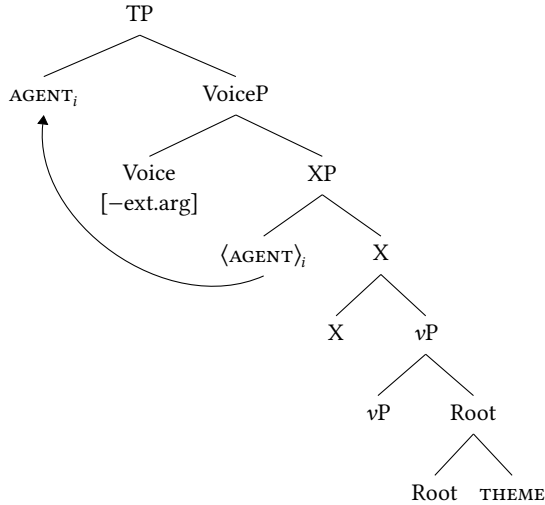 TP
AGENTᵢ VoiceP
Voice XP
[−ext.arg]
⟨AGENT⟩ᵢ X
X vP
vP Root
Root THEME